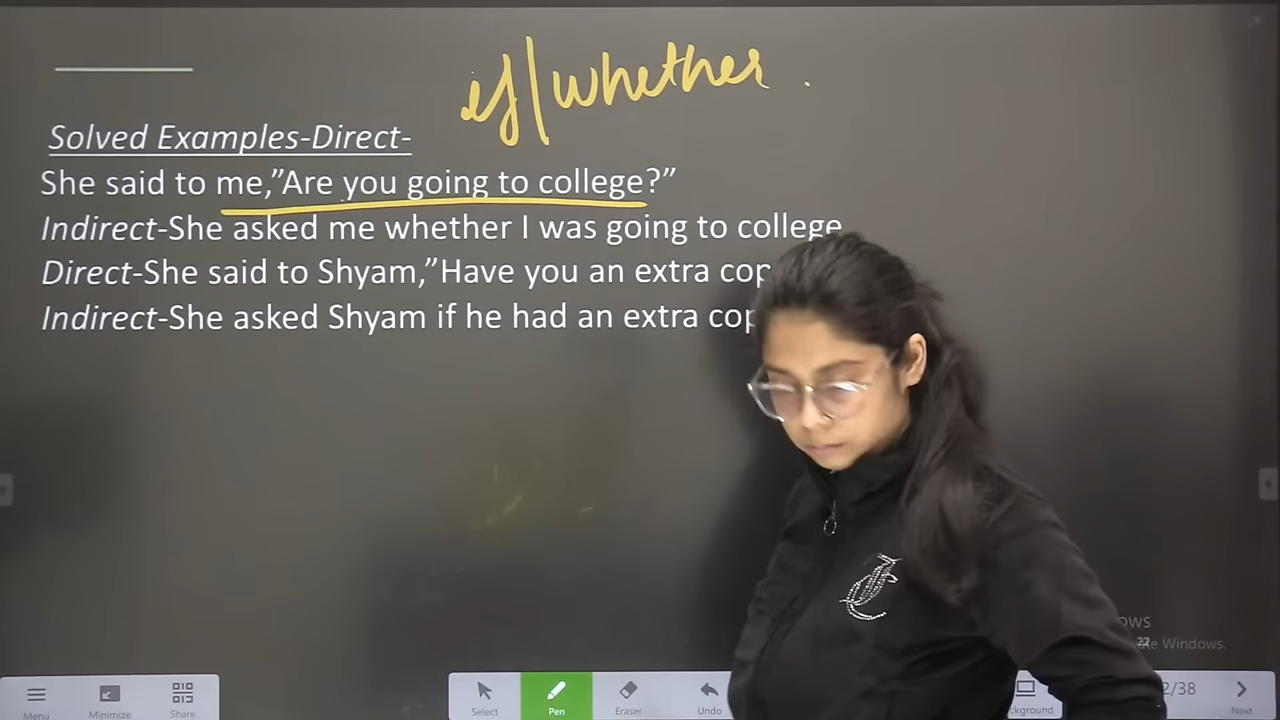 if|whether.
Solved Examples-Direct-
She said to me,”Are you going to college?”
Indirect-She asked me whether I was going to college
Direct-She said to Shyam,”Have you an extra
Indirect-She asked Shyam if he had an extra
Windows.
22
Menu
Minimize
Share
Select
Pen
Eraser
Undo
2/38
Next